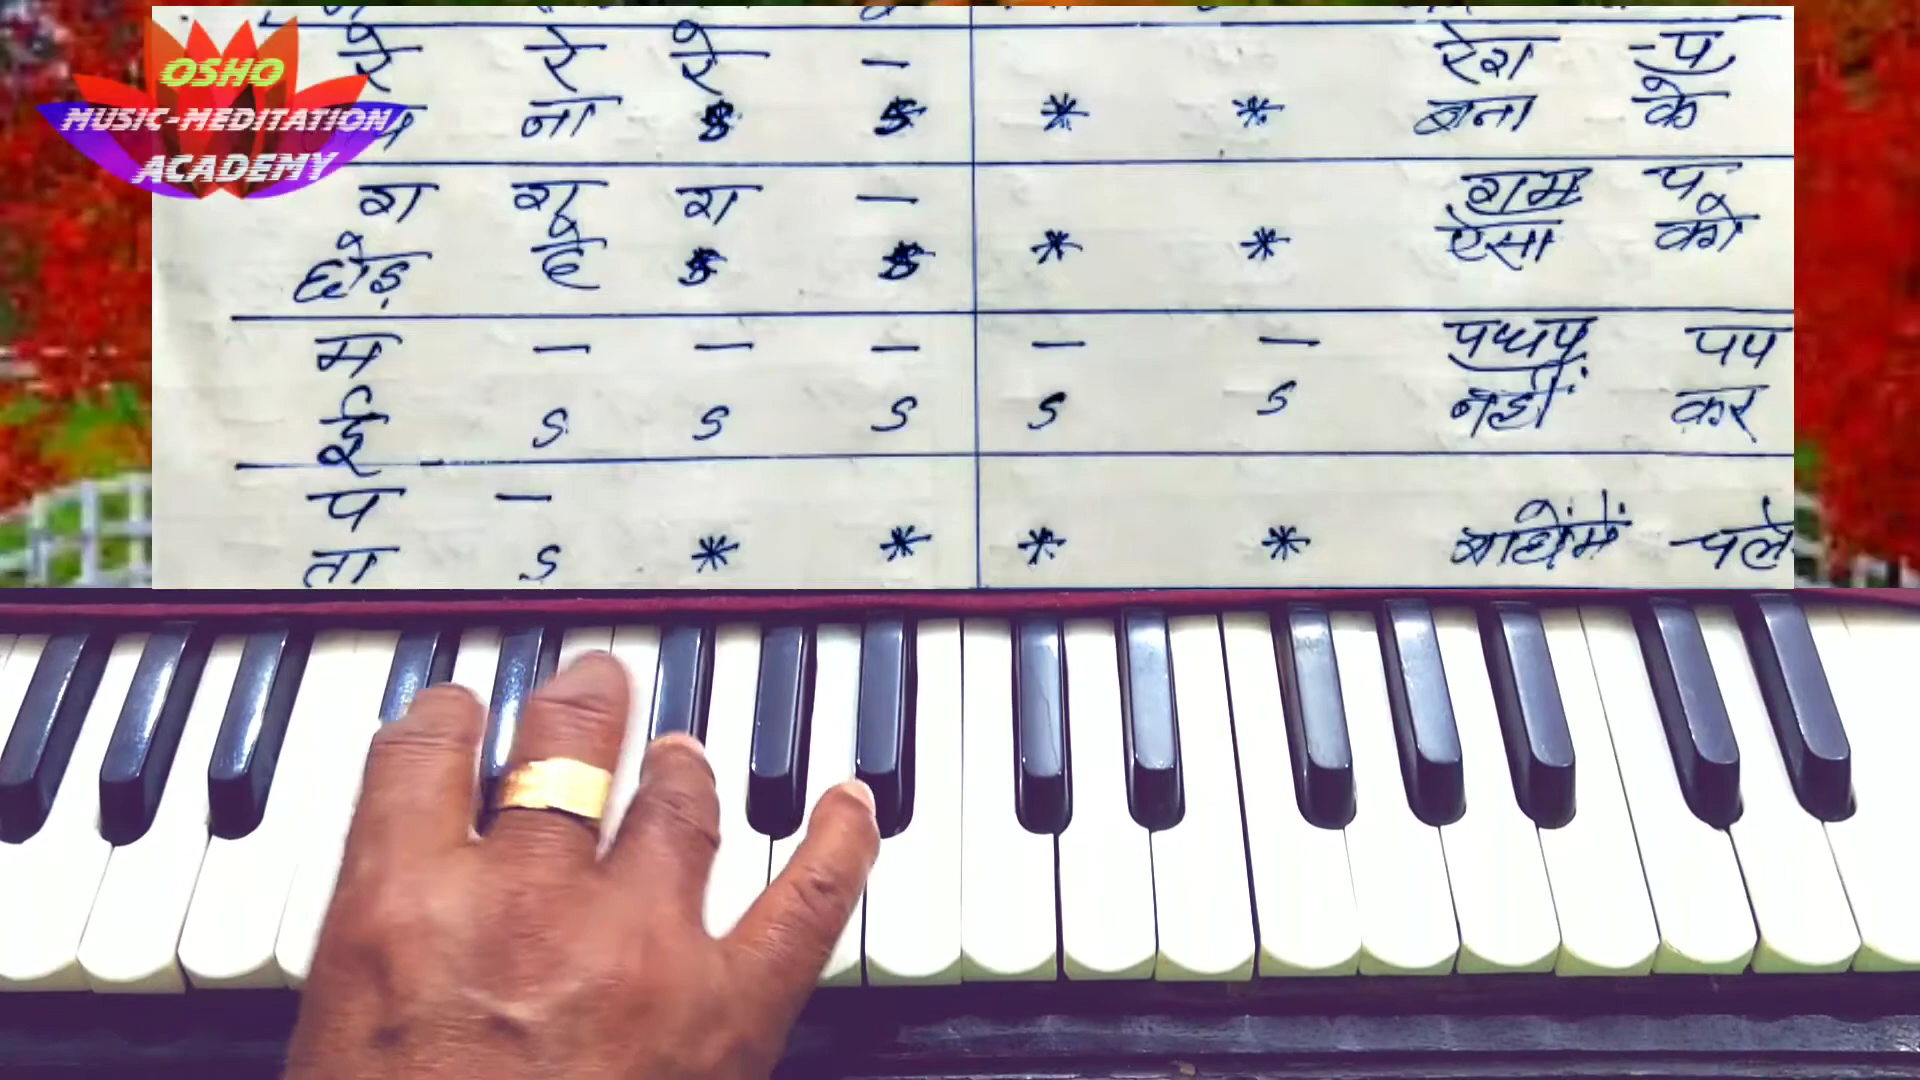 OSHO
MUSIC-MEDITATION
ACADEMY
रे रे रे – रेग -प
ना ऽ ऽ * * बना के
ग ग ग – गम प
छोड़ दे ऽ ऽ * * ऐसा को
म – – – – – पधप पप
ई ऽ ऽ ऽ ऽ ऽ नहीं कर
प –
ता ऽ * * * * चले